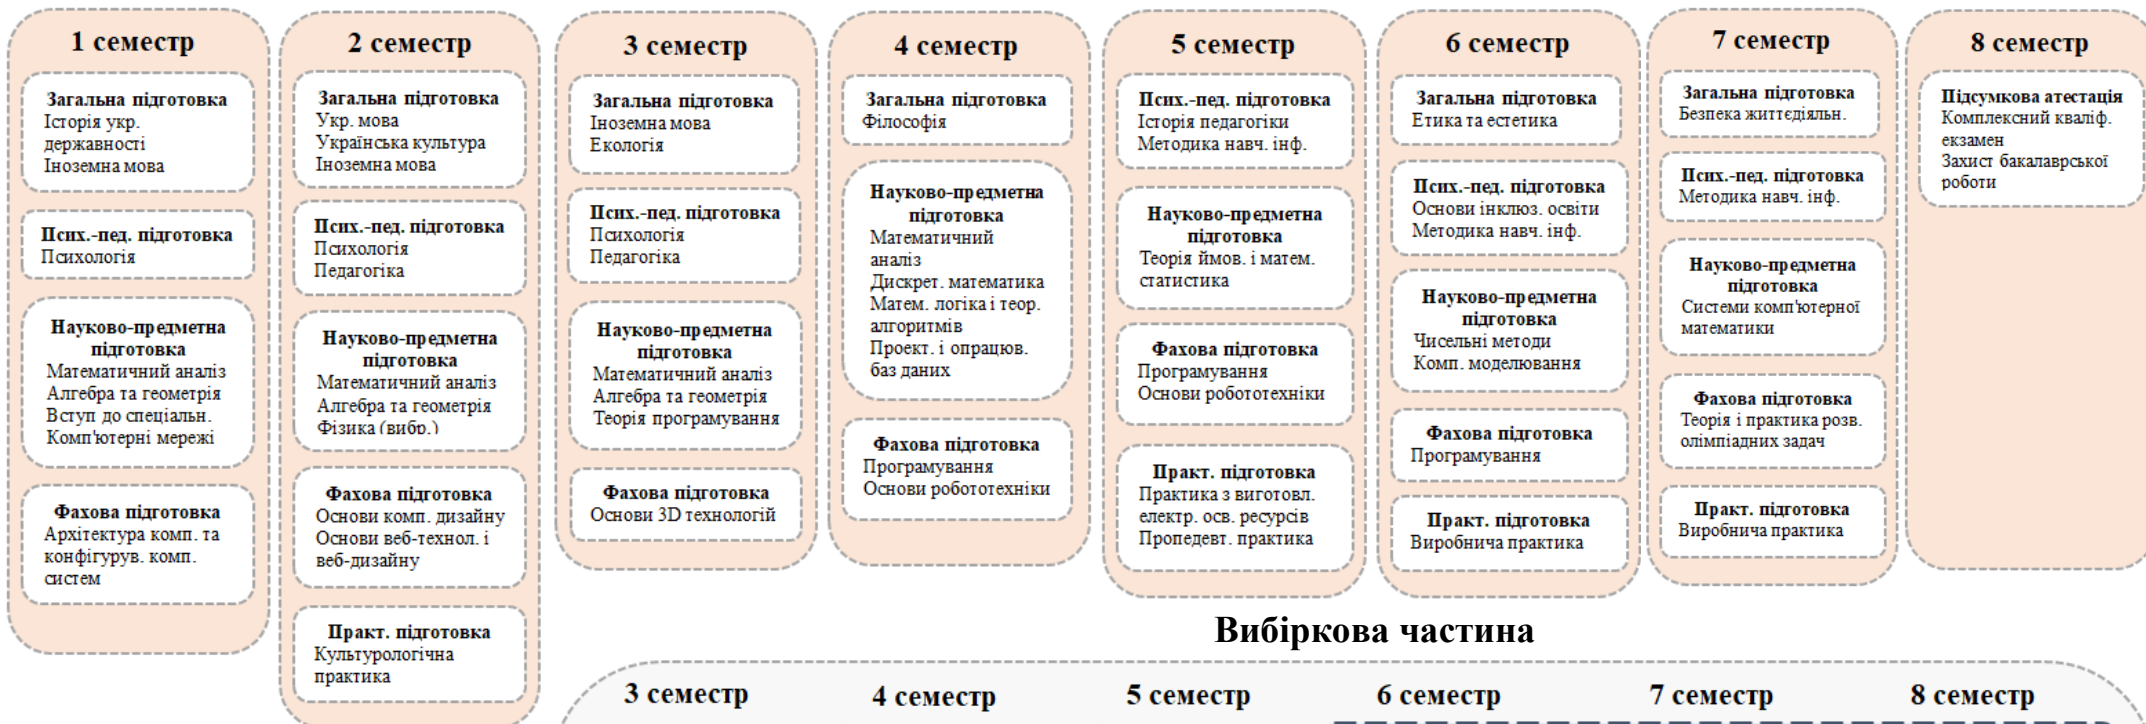 1 семестр
Загальна підготовка
Історія укр.
державності
Іноземна мова
Псих.-пед. підготовка
Психологія
Науково-предметна
підготовка
Математичний аналіз
Алгебра та геометрія
Вступ до спеціальн.
Комп'ютерні мережі
Фахова підготовка
Архітектура комп. та
конфігурув. комп.
систем
2 семестр
Загальна підготовка
Укр. мова
Українська культура
Іноземна мова
Псих.-пед. підготовка
Психологія
Педагогіка
Науково-предметна
підготовка
Математичний аналіз
Алгебра та геометрія
Фізика (вибр.)
Фахова підготовка
Основи комп. дизайну
Основи веб-технол. і
веб-дизайну
Практ. підготовка
Культурологічна
практика
3 семестр
Загальна підготовка
Іноземна мова
Екологія
Псих.-пед. підготовка
Психологія
Педагогіка
Науково-предметна
підготовка
Математичний аналіз
Алгебра та геометрія
Теорія програмування
Фахова підготовка
Основи 3D технологій
4 семестр
Загальна підготовка
Філософія
Науково-предметна
підготовка
Математичний
аналіз
Дискрет. математика
Матем. логіка і теор.
алгоритмів
Проект. і опрацюв.
баз даних
Фахова підготовка
Програмування
Основи робототехніки
5 семестр
Псих.-пед. підготовка
Історія педагогіки
Методика навч. інф.
Науково-предметна
підготовка
Теорія ймов. і матем.
статистика
Фахова підготовка
Програмування
Основи робототехніки
Практ. підготовка
Практика з виготовл.
електр. осв. ресурсів
Пропедевт. практика
6 семестр
Загальна підготовка
Етика та естетика
Псих.-пед. підготовка
Основи інклюз. освіти
Методика навч. інф.
Науково-предметна
підготовка
Чисельні методи
Комп. моделювання
Фахова підготовка
Програмування
Практ. підготовка
Виробнича практика
7 семестр
Загальна підготовка
Безпека життєдіяльн.
Псих.-пед. підготовка
Методика навч. інф.
Науково-предметна
підготовка
Системи комп'ютерної
математики
Фахова підготовка
Теорія і практика розв.
олімпіадних задач
Практ. підготовка
Виробнича практика
8 семестр
Підсумкова атестація
Комплексний кваліф.
екзамен
Захист бакалаврської
роботи
Вибіркова частина
3 семестр
4 семестр
5 семестр
6 семестр
7 семестр
8 семестр